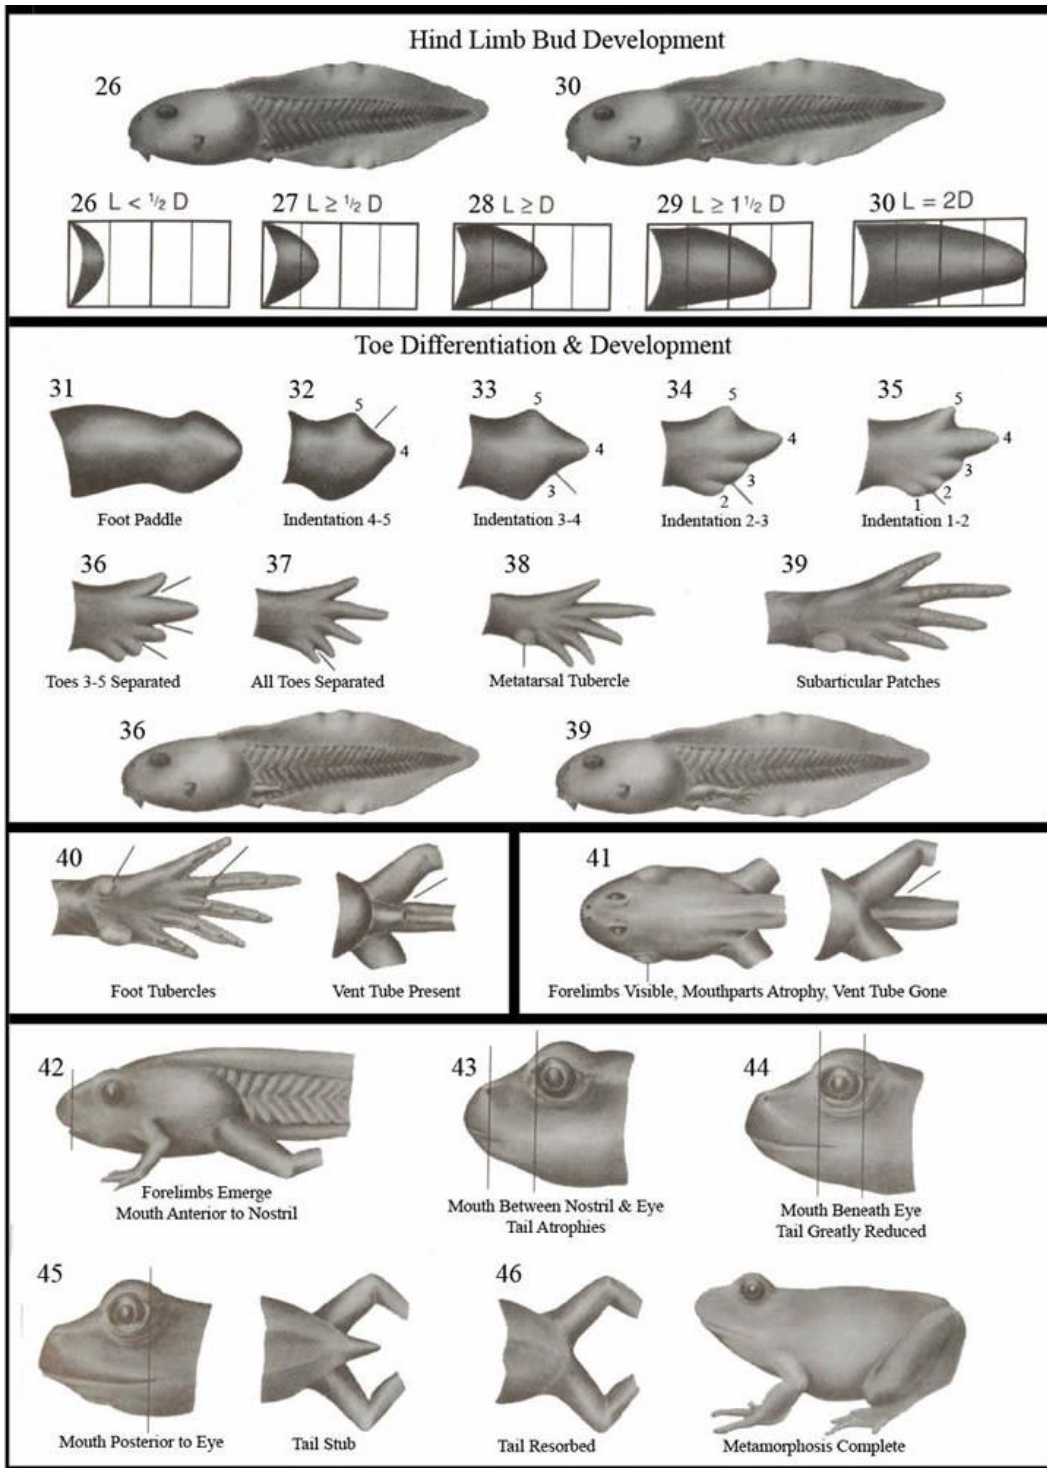 Hind Limb Bud Development
26
30
26 L < 1/2 D
27 L ≥ 1/2 D
28 L ≥ D
29 L ≥ 1 1/2 D
30 L = 2D
Toe Differentiation & Development
31
Foot Paddle
32
5
4
Indentation 4-5
33
5
4
3
Indentation 3-4
34
5
4
3
2
Indentation 2-3
35
5
4
3
2
1
Indentation 1-2
36
Toes 3-5 Separated
37
All Toes Separated
38
Metatarsal Tubercle
39
Subarticular Patches
36
39
40
Foot Tubercles
Vent Tube Present
41
Forelimbs Visible, Mouthparts Atrophy, Vent Tube Gone
42
Forelimbs Emerge
Mouth Anterior to Nostril
43
Mouth Between Nostril & Eye
Tail Atrophies
44
Mouth Beneath Eye
Tail Greatly Reduced
45
Mouth Posterior to Eye
Tail Stub
46
Tail Resorbed
Metamorphosis Complete